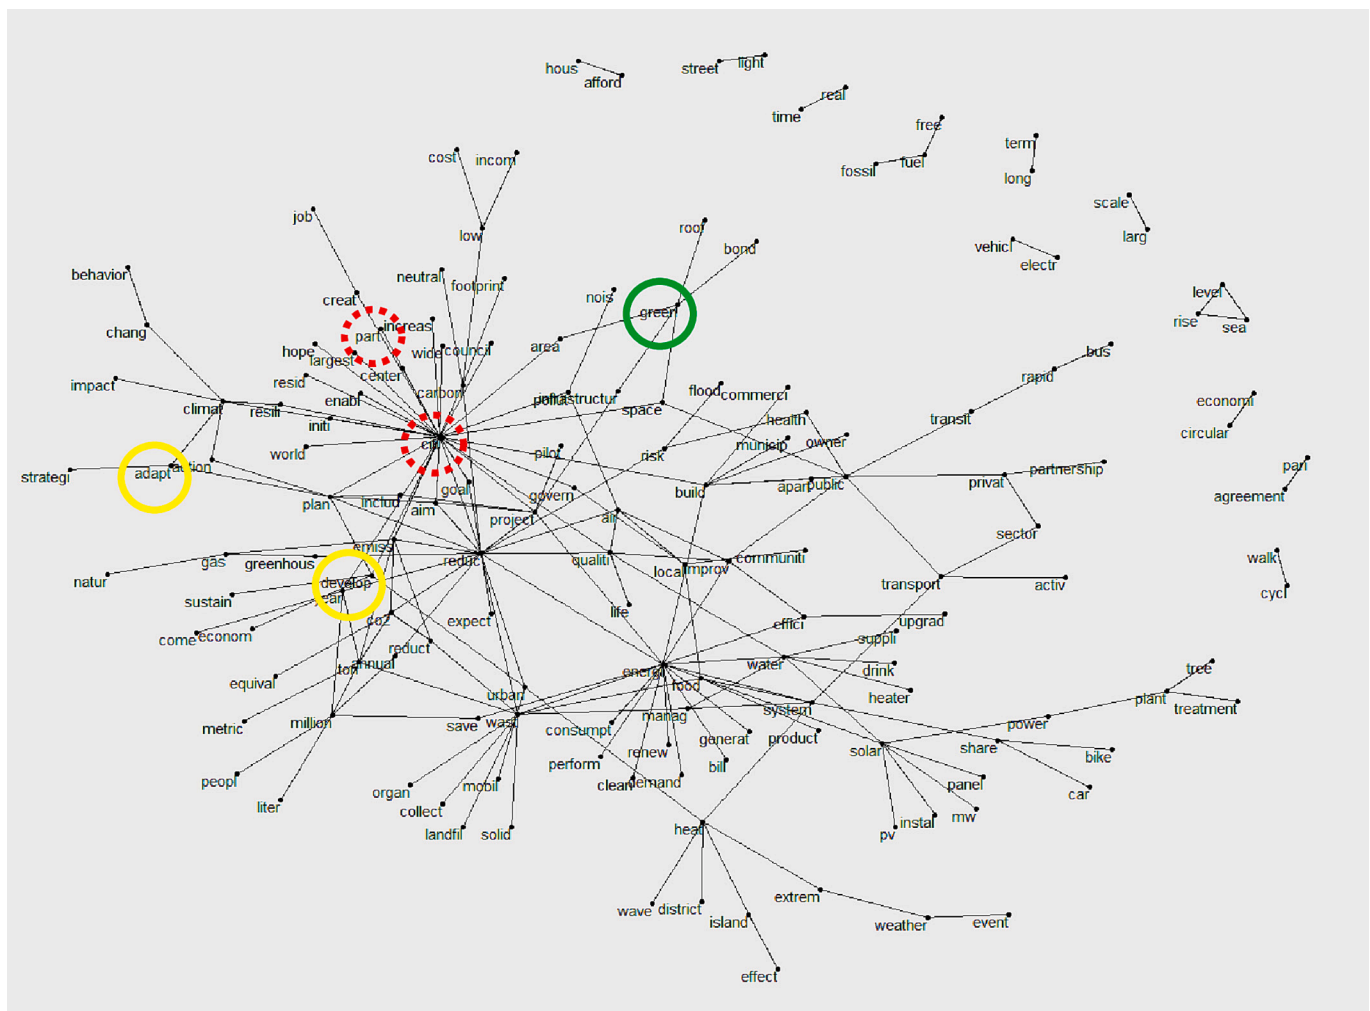 hous
afford
street
light
real
time
free
fuel
fossil
term
long
scale
larg
vehicl
electr
level
rise
sea
economi
circular
pari
agreement
walk
cycl
cost
incom
low
job
roof
bond
behavior
neutral
footprint
nois
creat
green
chang
part
increas
hope
largest
wide
council
area
bus
rapid
impact
resid
center
carbon
climat
resili
enabl
initi
pollut
infrastructur
space
flood
commerci
health
transit
citi
world
pilot
risk
municip
owner
strategi
adapt
action
goal
govern
build
apart
public
privat
partnership
plan
includ
aim
project
air
sector
emiss
reduc
qualiti
local
improv
communiti
gas
greenhous
natur
develop
year
transport
activ
sustain
co2
expect
life
come
econom
effici
upgrad
reduct
suppli
equival
ton
annual
energi
food
water
drink
heater
tree
plant
treatment
urban
metric
million
save
wast
consumpt
manag
system
power
renew
generat
product
solar
share
bike
peopl
perform
clean
demand
bill
panel
car
liter
organ
collect
mobil
landfil
solid
heat
pv
instal
mw
wave
district
island
extrem
weather
event
effect